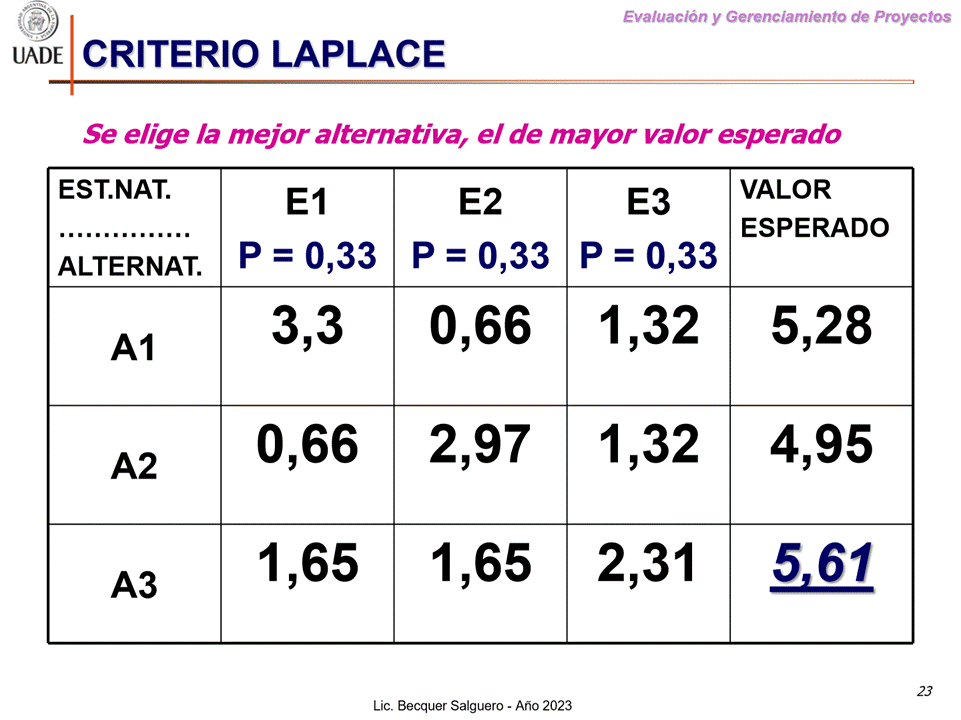 Evaluación y Gerenciamiento de Proyectos
UADE
CRITERIO LAPLACE
Se elige la mejor alternativa, el de mayor valor esperado
EST.NAT.
……………
ALTERNAT.
E1
P = 0,33
E2
P = 0,33
E3
P = 0,33
VALOR
ESPERADO
A1 3,3 0,66 1,32 5,28
A2 0,66 2,97 1,32 4,95
A3 1,65 1,65 2,31 5,61
23
Lic. Becquer Salguero - Año 2023